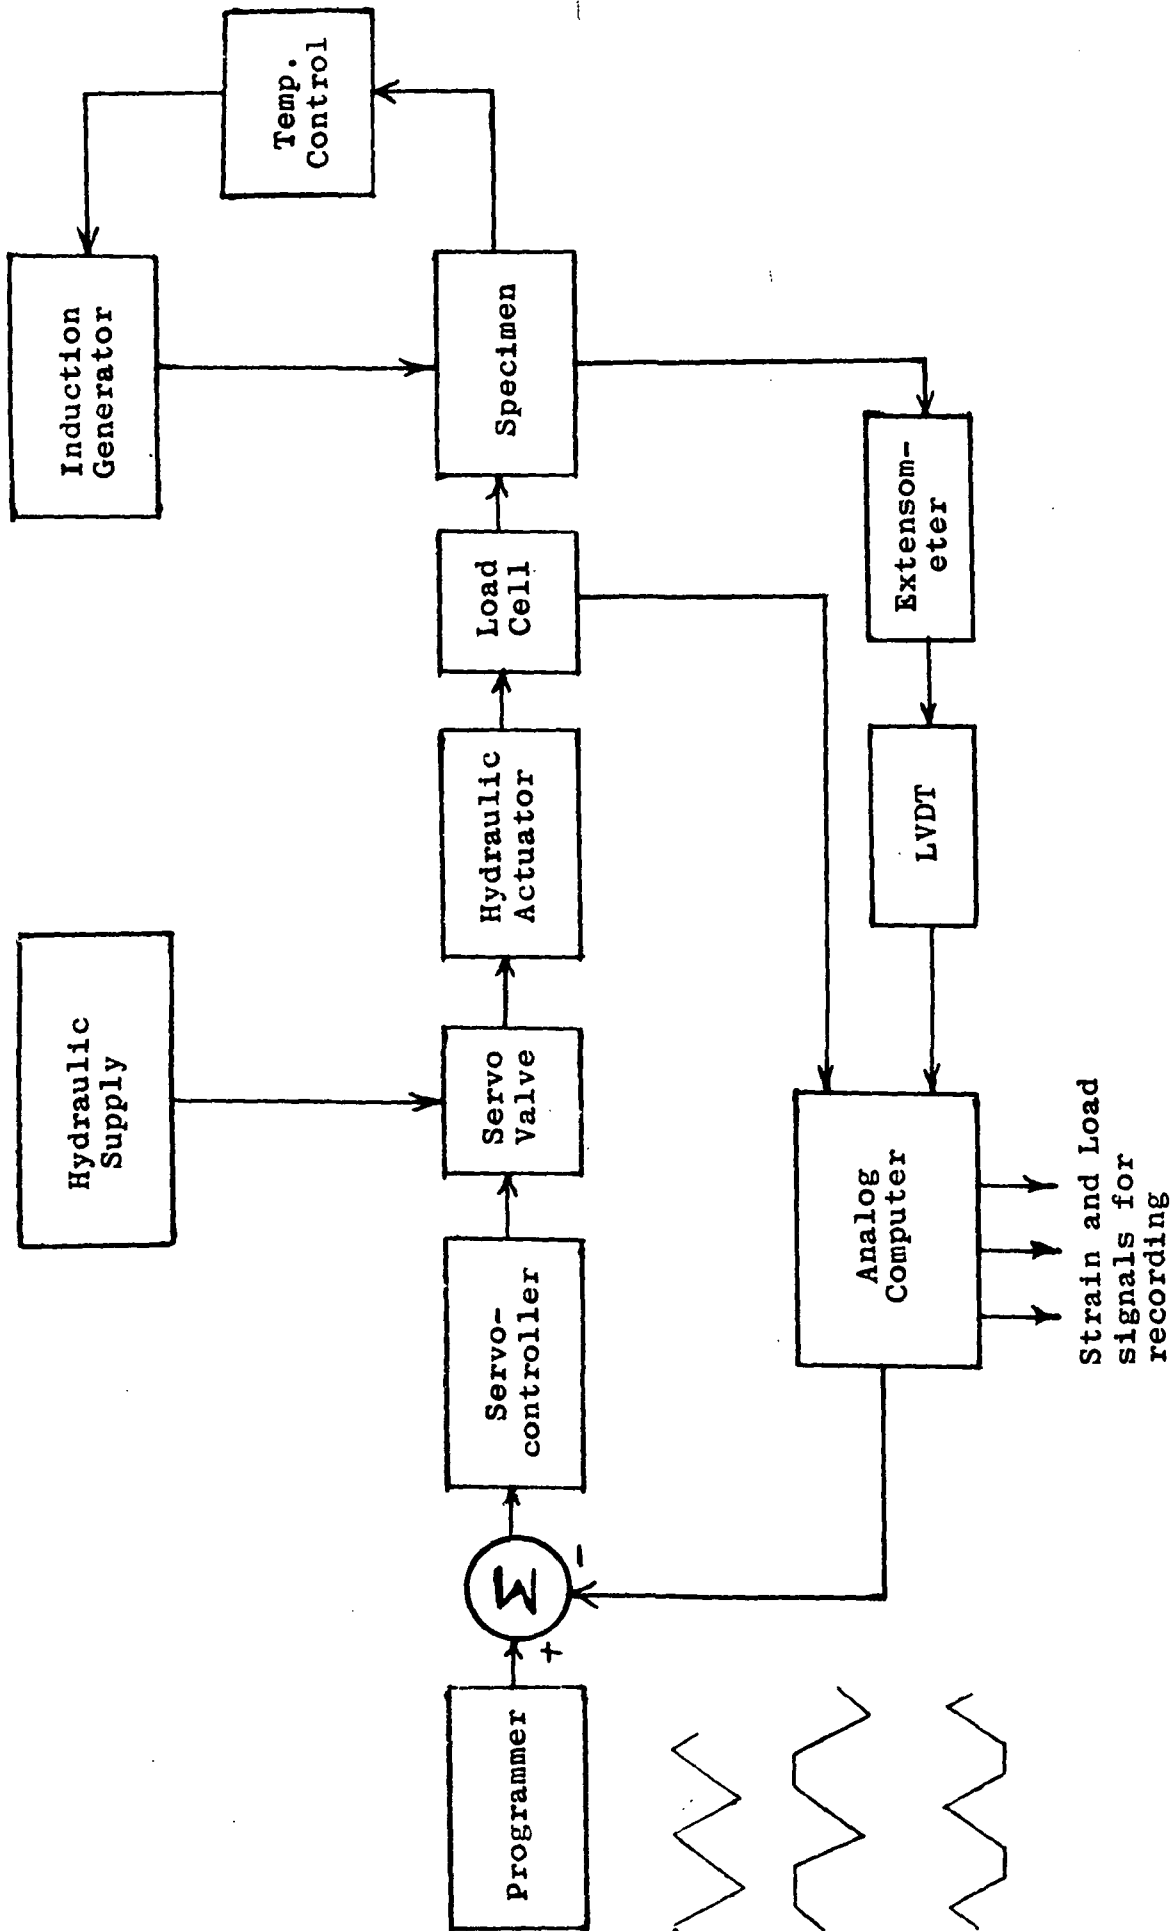 Hydraulic
Supply
Induction
Generator
Temp.
Control
Programmer
+
Σ
-
Servo-
controller
Servo
Valve
Hydraulic
Actuator
Load
Cell
Specimen
Analog
Computer
LVDT
Extensom-
eter
Strain and Load
signals for
recording